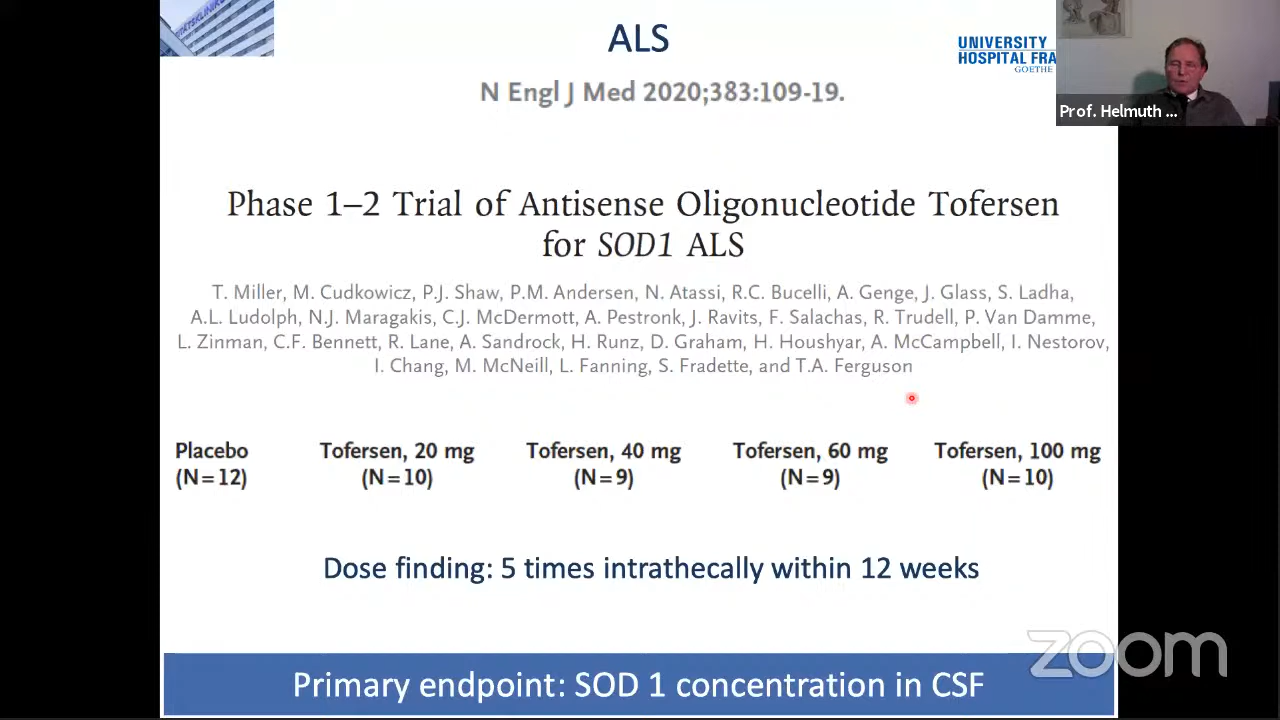 ALS
N Engl J Med 2020;383:109-19.
UNIVERSITY
HOSPITAL FRA
GOETHE
Prof. Helmuth ...
Phase 1–2 Trial of Antisense Oligonucleotide Tofersen
for SOD1 ALS
T. Miller, M. Cudkowicz, P.J. Shaw, P.M. Andersen, N. Atassi, R.C. Bucelli, A. Genge, J. Glass, S. Ladha,
A.L. Ludolph, N.J. Maragakis, C.J. McDermott, A. Pestronk, J. Ravits, F. Salachas, R. Trudell, P. Van Damme,
L. Zinman, C.F. Bennett, R. Lane, A. Sandrock, H. Runz, D. Graham, H. Houshyar, A. McCampbell, I. Nestorov,
I. Chang, M. McNeill, L. Fanning, S. Fradette, and T.A. Ferguson
Placebo
(N=12)
Tofersen, 20 mg
(N=10)
Tofersen, 40 mg
(N=9)
Tofersen, 60 mg
(N=9)
Tofersen, 100 mg
(N=10)
Dose finding: 5 times intrathecally within 12 weeks
zoom
Primary endpoint: SOD 1 concentration in CSF